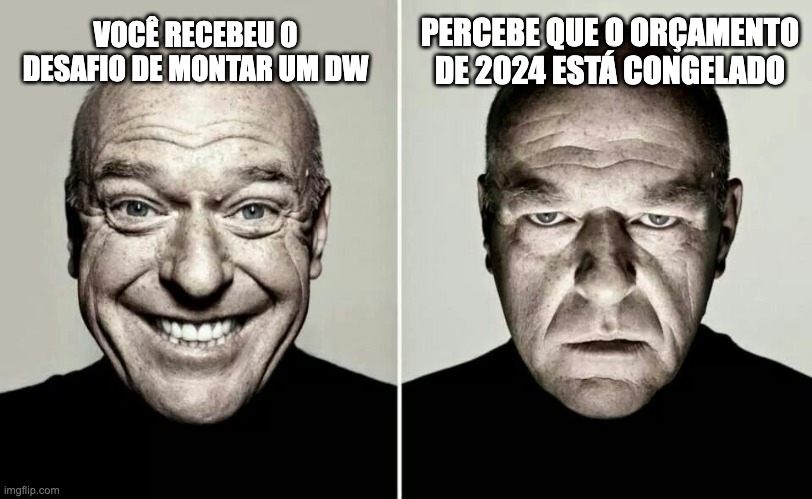 VOCÊ RECEBEU O
DESAFIO DE MONTAR UM DW
PERCEBE QUE O ORÇAMENTO
DE 2024 ESTÁ CONGELADO
imgflip.com